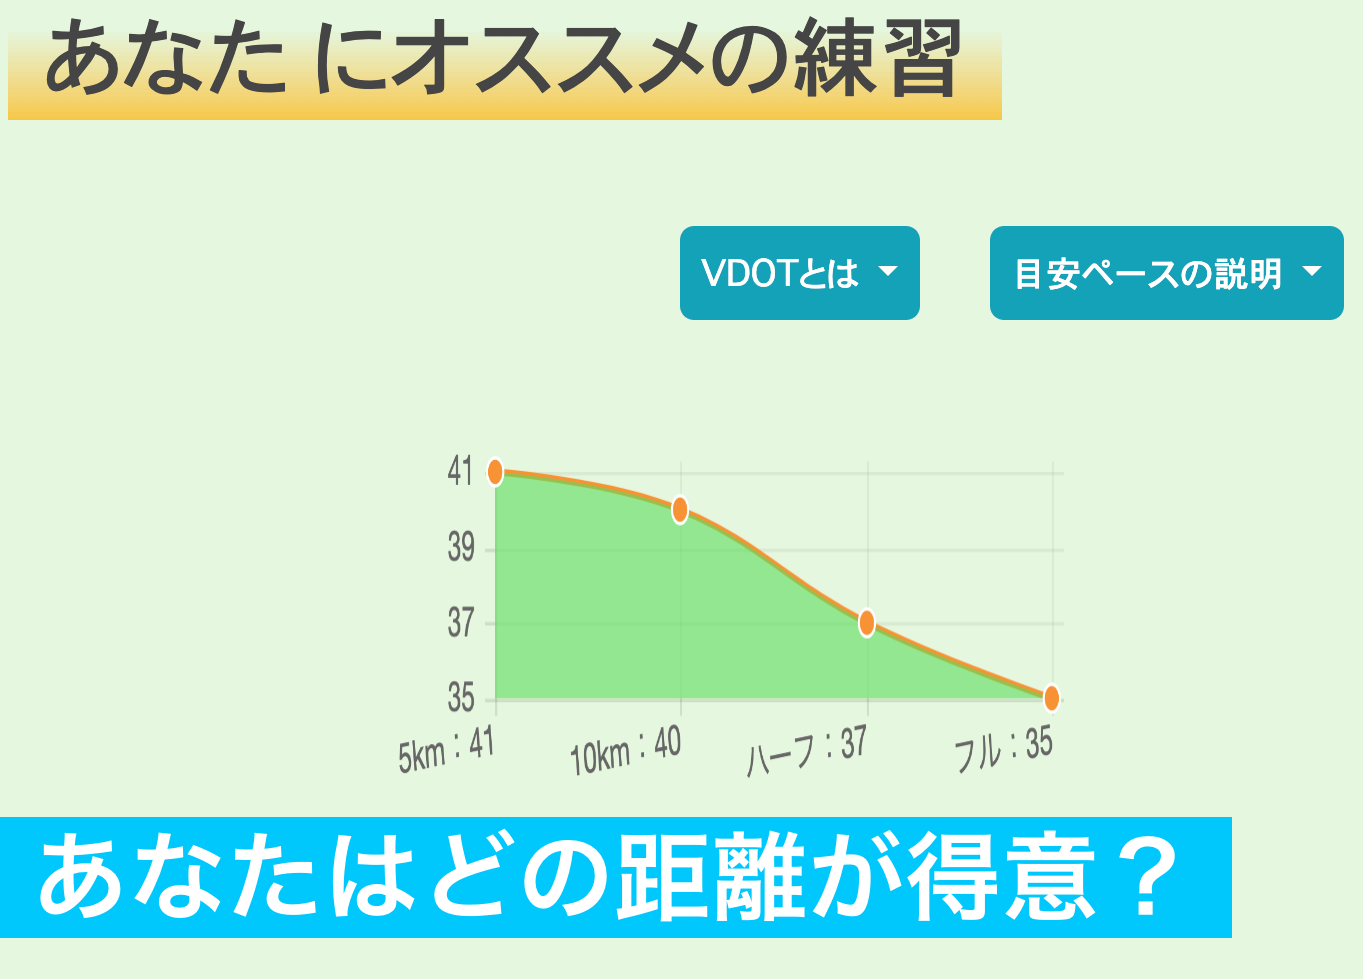 あなた にオススメの練習
VDOTとは
目安ペースの説明
41
39
37
35
5km：41
10km：40
ハーフ：37
フル：35
あなたはどの距離が得意？